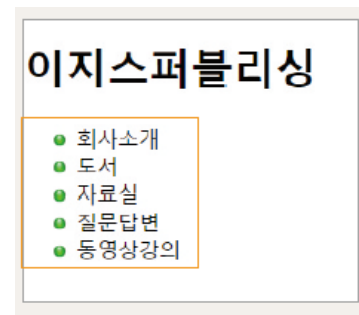 이지스퍼블리싱
회사소개
도서
자료실
질문답변
동영상강의